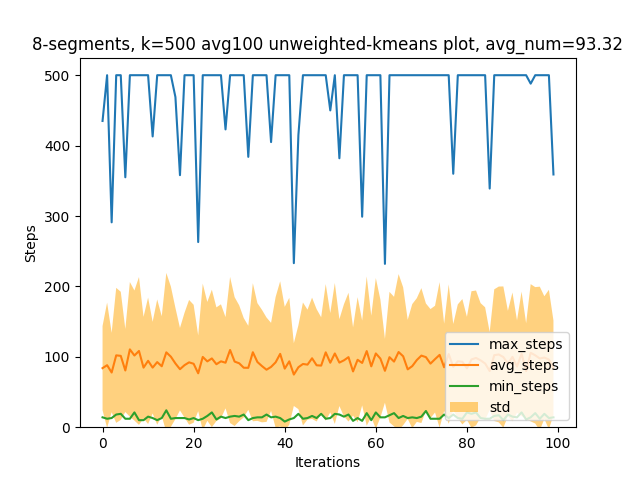 8-segments, k=500 avg100 unweighted-kmeans plot, avg_num=93.32
500
400
300
200
100
0
Steps
max_steps
avg_steps
min_steps
std
0 20 40 60 80 100
Iterations